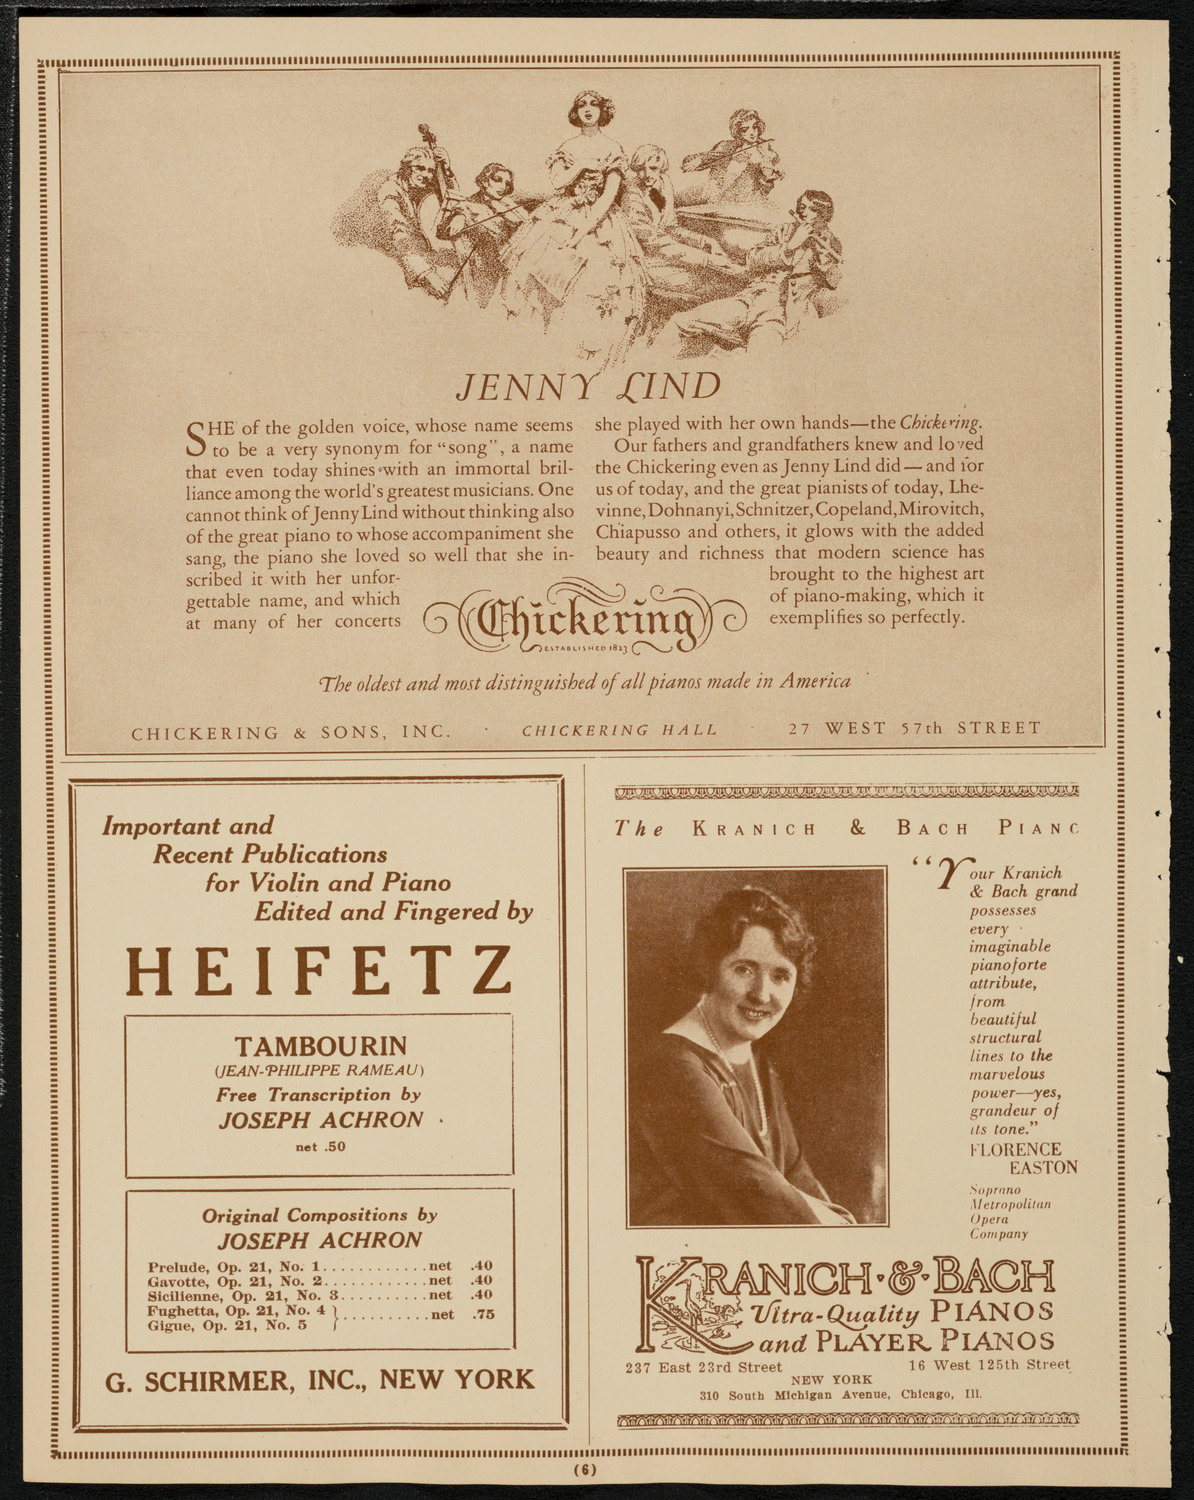 JENNY LIND
SHE of the golden voice, whose name seems
to be a very synonym for “song”, a name
that even today shines with an immortal bril-
liance among the world's greatest musicians. One
cannot think of Jenny Lind without thinking also
of the great piano to whose accompaniment she
sang, the piano she loved so well that she in-
scribed it with her unfor-
gettable name, and which
at many of her concerts
she played with her own hands—the Chickering.
Our fathers and grandfathers knew and loved
the Chickering even as Jenny Lind did—and for
us of today, and the great pianists of today, Lhe-
vinne, Dohnanyi, Schnitzer, Copeland, Mirovitch,
Chiapusso and others, it glows with the added
beauty and richness that modern science has
brought to the highest art
of piano-making, which it
exemplifies so perfectly.
Chickering
ESTABLISHED 1823
The oldest and most distinguished of all pianos made in America
CHICKERING & SONS, INC. · CHICKERING HALL 27 WEST 57th STREET
Important and
Recent Publications
for Violin and Piano
Edited and Fingered by
HEIFETZ
TAMBOURIN
(JEAN-PHILIPPE RAMEAU)
Free Transcription by
JOSEPH ACHRON
net .50
Original Compositions by
JOSEPH ACHRON
Prelude, Op. 21, No. 1............net .40
Gavotte, Op. 21, No. 2............net .40
Sicilienne, Op. 21, No. 3..........net .40
Fughetta, Op. 21, No. 4 } ..........net .75
Gigue, Op. 21, No. 5
G. SCHIRMER, INC., NEW YORK
The KRANICH & BACH PIANO
“Your Kranich
& Bach grand
possesses
every
imaginable
pianoforte
attribute,
from
beautiful
structural
lines to the
marvelous
power—yes,
grandeur of
its tone.”
FLORENCE
EASTON
Soprano
Metropolitan
Opera
Company
KRANICH·&·BACH
Ultra-Quality PIANOS
and PLAYER PIANOS
237 East 23rd Street 16 West 125th Street
NEW YORK
310 South Michigan Avenue, Chicago, Ill.
(6)